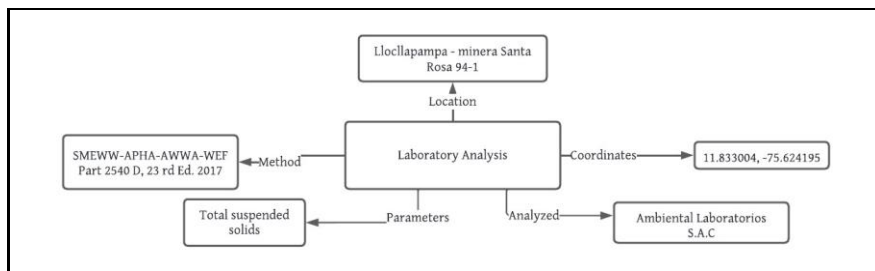 Llocllapampa - minera Santa
Rosa 94-1
Location
SMEWW-APHA-AWWA-WEF
Part 2540 D, 23 rd Ed. 2017
Method
Laboratory Analysis
Coordinates
11.833004, -75.624195
Total suspended
solids
Parameters
Analyzed
Ambiental Laboratorios
S.A.C